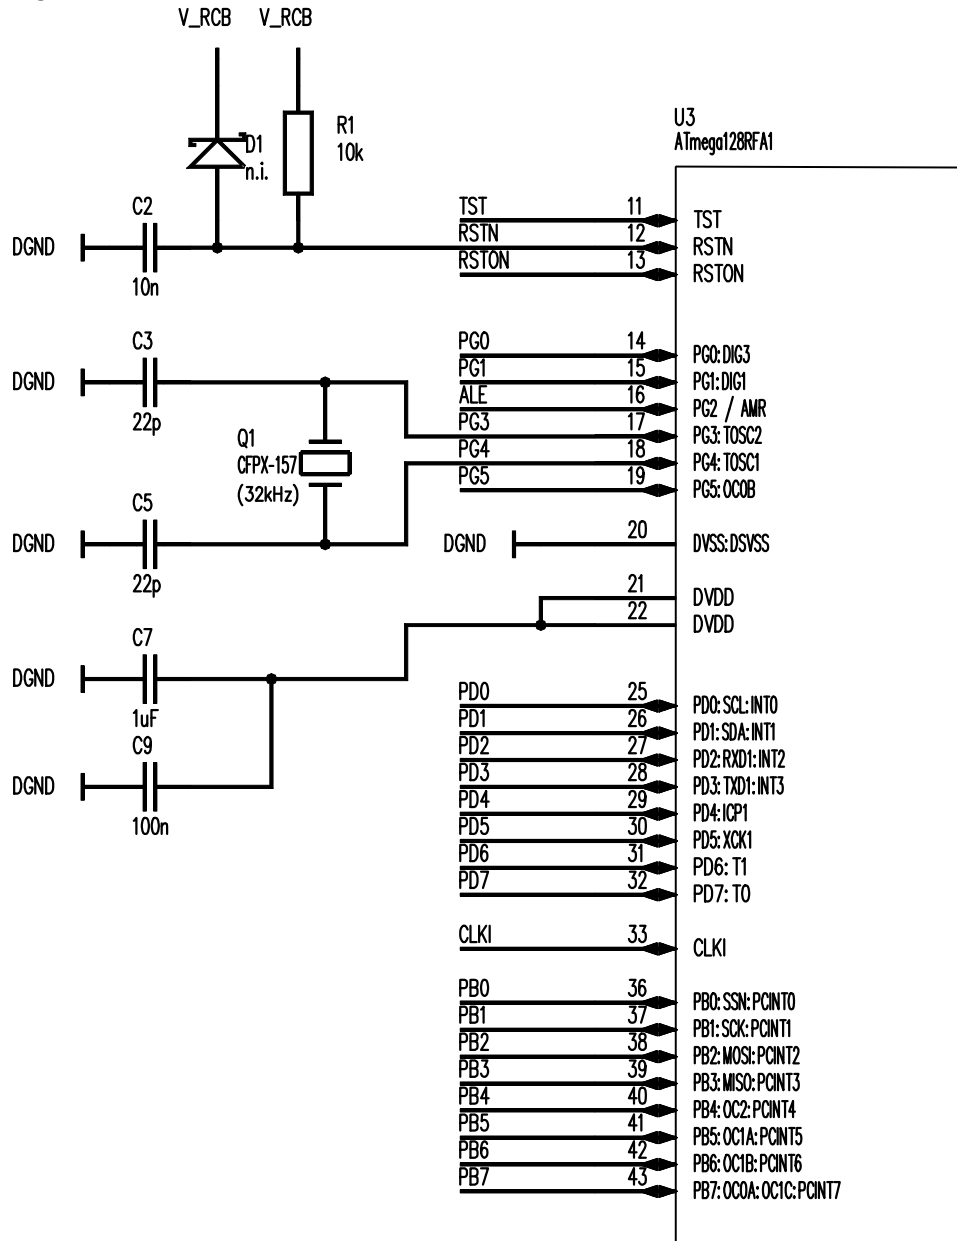 V_RCB V_RCB
D1
n.i.
R1
10k
U3
ATmega128RFA1
C2
DGND
10n
TST 11 TST
RSTN 12 RSTN
RSTON 13 RSTON
C3
DGND
22p
Q1
CFPX-157
(32kHz)
C5
DGND
22p
PG0 14 PG0:DIG3
PG1 15 PG1:DIG1
ALE 16 PG2 / AMR
PG3 17 PG3:TOSC2
PG4 18 PG4:TOSC1
PG5 19 PG5:OC0B
DGND 20 DVSS:DSVSS
21 DVDD
22 DVDD
C7
DGND
1uF
C9
DGND
100n
PD0 25 PD0:SCL:INT0
PD1 26 PD1:SDA:INT1
PD2 27 PD2:RXD1:INT2
PD3 28 PD3:TXD1:INT3
PD4 29 PD4:ICP1
PD5 30 PD5:XCK1
PD6 31 PD6:T1
PD7 32 PD7:T0
CLKI 33 CLKI
PB0 36 PB0:SSN:PCINT0
PB1 37 PB1:SCK:PCINT1
PB2 38 PB2:MOSI:PCINT2
PB3 39 PB3:MISO:PCINT3
PB4 40 PB4:OC2:PCINT4
PB5 41 PB5:OC1A:PCINT5
PB6 42 PB6:OC1B:PCINT6
PB7 43 PB7:OC0A:OC1C:PCINT7